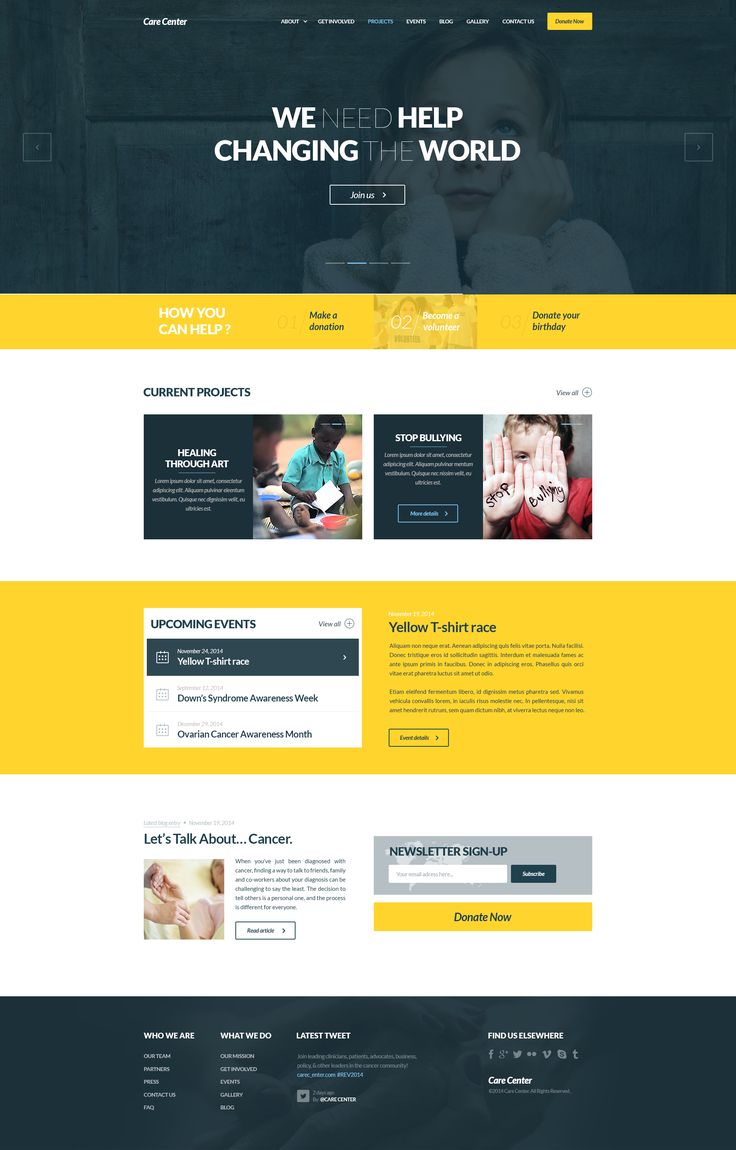 Care Center
ABOUT
GET INVOLVED
PROJECTS
EVENTS
BLOG
GALLERY
CONTACT US
Donate Now
WE NEED HELP
CHANGING THE WORLD
Join us
HOW YOU
CAN HELP ?
01/
Make a
donation
02/
Become a
volunteer
VOLUNTEER
03/
Donate your
birthday
CURRENT PROJECTS
View all
HEALING
THROUGH ART
Lorem ipsum dolor sit amet, consectetur
adipiscing elit. Aliquam pulvinar elementum
vestibulum. Quisque nec dignissim velit, eu
ultricies est.
STOP BULLYING
Lorem ipsum dolor sit amet, consectetur
adipiscing elit. Aliquam pulvinar mentum
vestibulum. Quisque nec nissim velit, eu
ultricies est.
More details
Stop
Bullying
UPCOMING EVENTS
View all
November 24, 2014
Yellow T-shirt race
September 12, 2014
Down's Syndrome Awareness Week
December 29, 2014
Ovarian Cancer Awareness Month
November 19, 2014
Yellow T-shirt race
Aliquam non neque erat. Aenean adipiscing quis felis vitae porta. Nulla facilisi.
Donec tristique eros id sollicitudin sagittis. Interdum et malesuada fames ac
ante ipsum primis in faucibus. Donec in adipiscing eros. Phasellus quis orci
vitae erat pharetra luctus sit amet ut odio.
Etiam eleifend fermentum libero, id dignissim metus pharetra sed. Vivamus
vehicula convallis lorem, in iaculis risus molestie nec. In pellentesque, nisi sit
amet hendrerit rutrum, sem quam dictum nibh, at viverra lectus neque non leo.
Event details
Latest blog entry • November 19, 2014
Let's Talk About... Cancer.
When you've just been diagnosed with
cancer, finding a way to talk to friends, family
and co-workers about your diagnosis can be
challenging to say the least. The decision to
tell others is a personal one, and the process
is different for everyone.
Read article
NEWSLETTER SIGN-UP
Your email adress here...
Subscribe
Donate Now
WHO WE ARE
OUR TEAM
PARTNERS
PRESS
CONTACT US
FAQ
WHAT WE DO
OUR MISSION
GET INVOLVED
EVENTS
GALLERY
BLOG
LATEST TWEET
Join leading clinicians, patients, advocates, business,
policy, & other leaders in the cancer community!
carec_enter.com #REV2014
2 days ago
By @CARE CENTER
FIND US ELSEWHERE
Care Center
©2014 Care Center. All Rights Reserved.